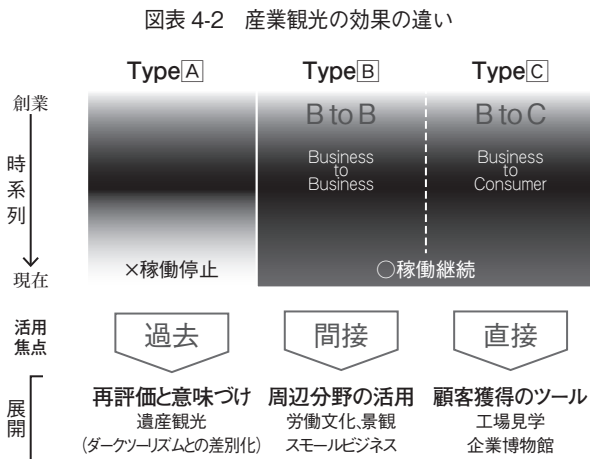 図表 4-2 産業観光の効果の違い
TypeA TypeB TypeC
創業
時系列
現在
B to B
Business
to
Business
B to C
Business
to
Consumer
×稼働停止
○稼働継続
活用
焦点
過去 間接 直接
展開
再評価と意味づけ
遺産観光
(ダークツーリズムとの差別化)
周辺分野の活用
労働文化、景観
スモールビジネス
顧客獲得のツール
工場見学
企業博物館